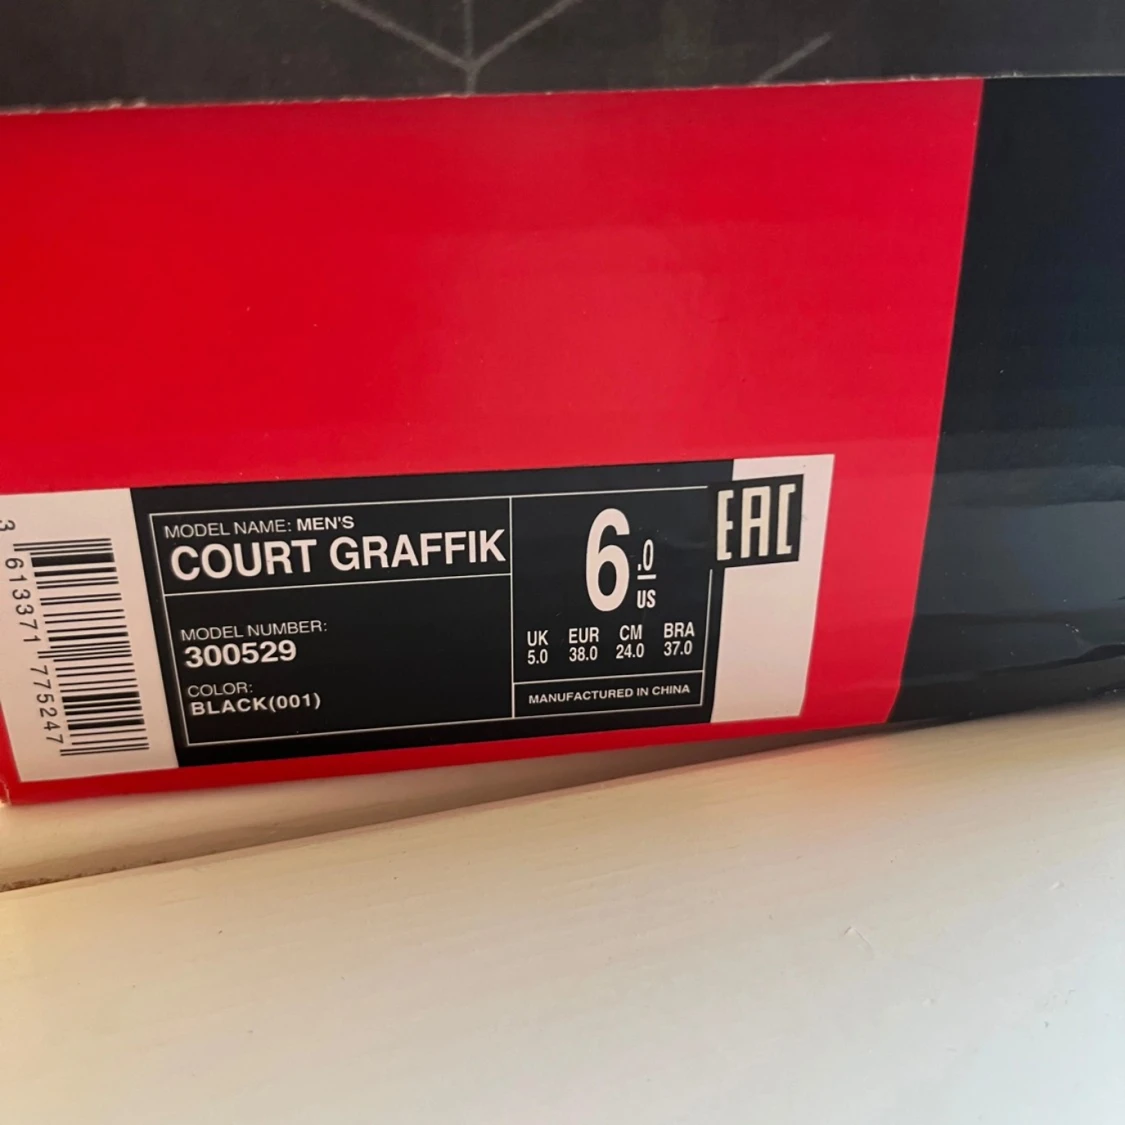 3 613371 775247
MODEL NAME: MEN'S
COURT GRAFFIK
MODEL NUMBER:
300529
COLOR:
BLACK(001)
6.0
US
UK EUR CM BRA
5.0 38.0 24.0 37.0
MANUFACTURED IN CHINA
EAC